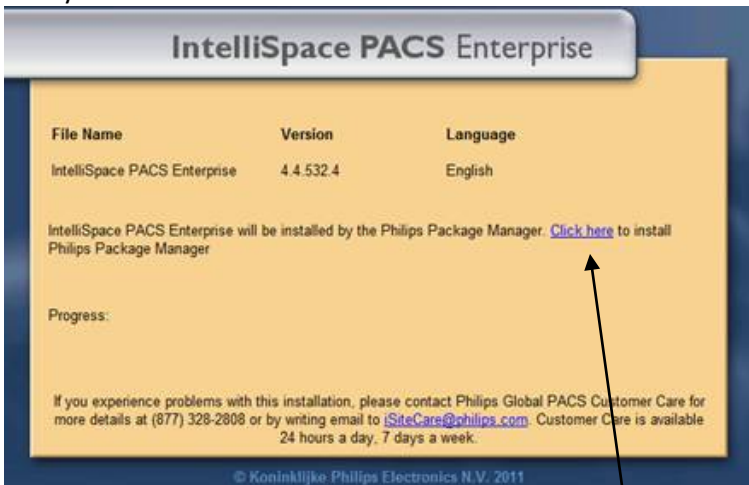 IntelliSpace PACS Enterprise
File Name Version Language
IntelliSpace PACS Enterprise 4.4.532.4 English
IntelliSpace PACS Enterprise will be installed by the Philips Package Manager. Click here to install
Philips Package Manager
Progress:
If you experience problems with this installation, please contact Philips Global PACS Customer Care for
more details at (877) 328-2808 or by writing email to iSiteCare@philips.com. Customer Care is available
24 hours a day, 7 days a week.
© Koninklijke Philips Electronics N.V. 2011